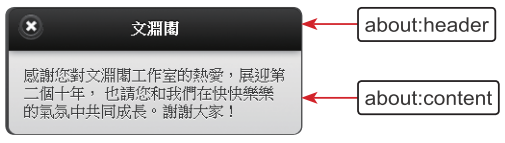 文淵閣
about:header
感謝您對文淵閣工作室的熱愛，展迎第
二個十年， 也請您和我們在快快樂樂
的氣氛中共同成長。謝謝大家！
about:content